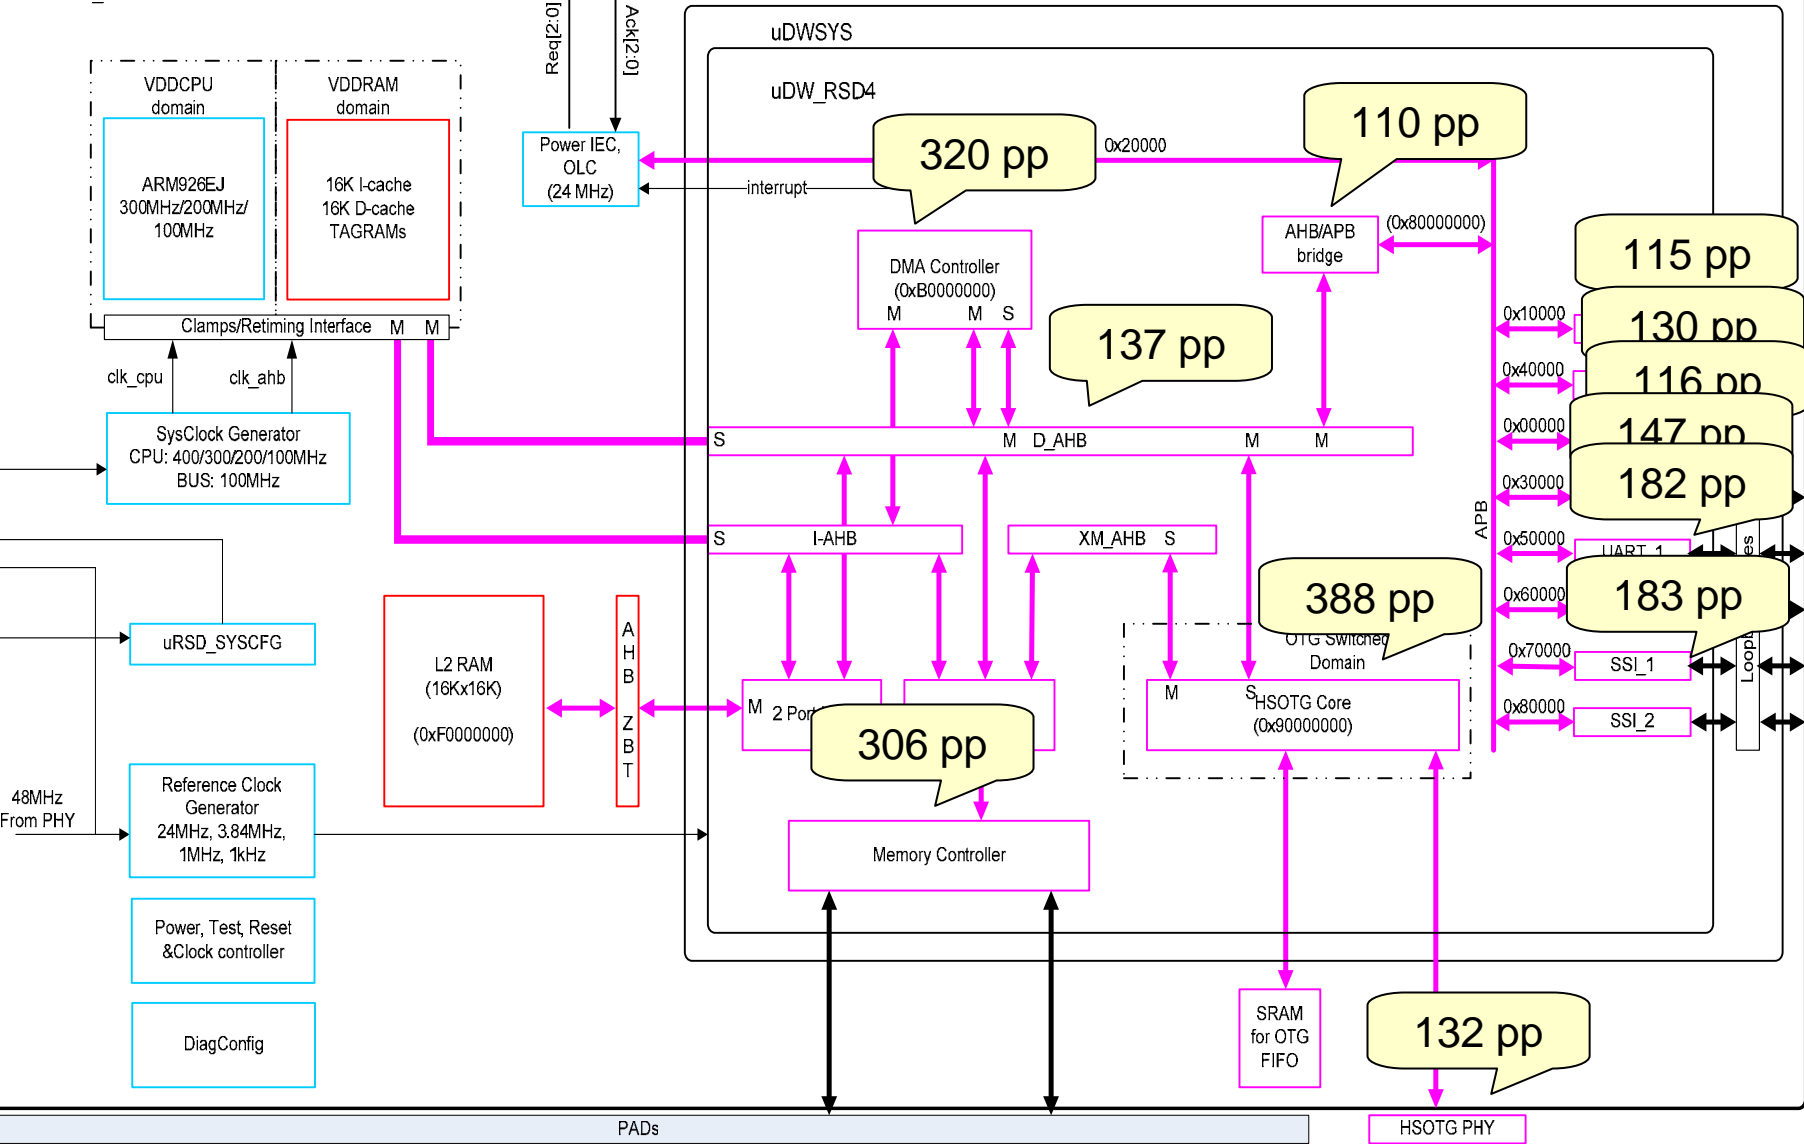 Req[2:0]
Ack[2:0]
uDWSYS
uDW_RSD4
VDDCPU
domain
VDDRAM
domain
ARM926EJ
300MHz/200MHz/
100MHz
16K I-cache
16K D-cache
TAGRAMs
Clamps/Retiming Interface M M
clk_cpu
clk_ahb
SysClock Generator
CPU: 400/300/200/100MHz
BUS: 100MHz
Power IEC,
OLC
(24 MHz)
interrupt
320 pp
0x20000
110 pp
DMA Controller
(0xB0000000)
M M S
AHB/APB
bridge
(0x80000000)
137 pp
115 pp
0x10000
130 pp
0x40000
116 pp
0x00000
147 pp
0x30000
182 pp
APB
0x50000
UART_1
0x60000
183 pp
0x70000
SSI_1
0x80000
SSI_2
S M D_AHB M M
S I-AHB
XM_AHB S
388 pp
OTG Switched
Domain
M S
HSOTG Core
(0x90000000)
uRSD_SYSCFG
L2 RAM
(16Kx16K)
(0xF0000000)
AHB ZBT
M 2 Port
306 pp
Memory Controller
48MHz
From PHY
Reference Clock
Generator
24MHz, 3.84MHz,
1MHz, 1kHz
Power, Test, Reset
&Clock controller
DiagConfig
SRAM
for OTG
FIFO
132 pp
PADs
HSOTG PHY